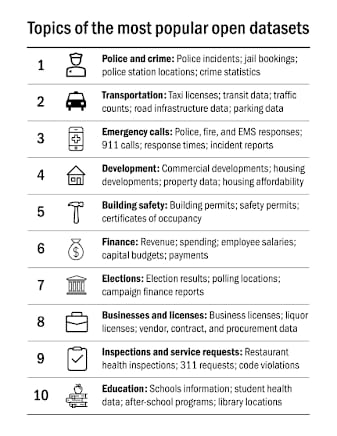 Topics of the most popular open datasets
1
Police and crime: Police incidents; jail bookings;
police station locations; crime statistics
2
Transportation: Taxi licenses; transit data; traffic
counts; road infrastructure data; parking data
3
Emergency calls: Police, fire, and EMS responses;
911 calls; response times; incident reports
4
Development: Commercial developments; housing
developments; property data; housing affordability
5
Building safety: Building permits; safety permits;
certificates of occupancy
6
Finance: Revenue; spending; employee salaries;
capital budgets; payments
7
Elections: Election results; polling locations;
campaign finance reports
8
Businesses and licenses: Business licenses; liquor
licenses; vendor, contract, and procurement data
9
Inspections and service requests: Restaurant
health inspections; 311 requests; code violations
10
Education: Schools information; student health
data; after-school programs; library locations